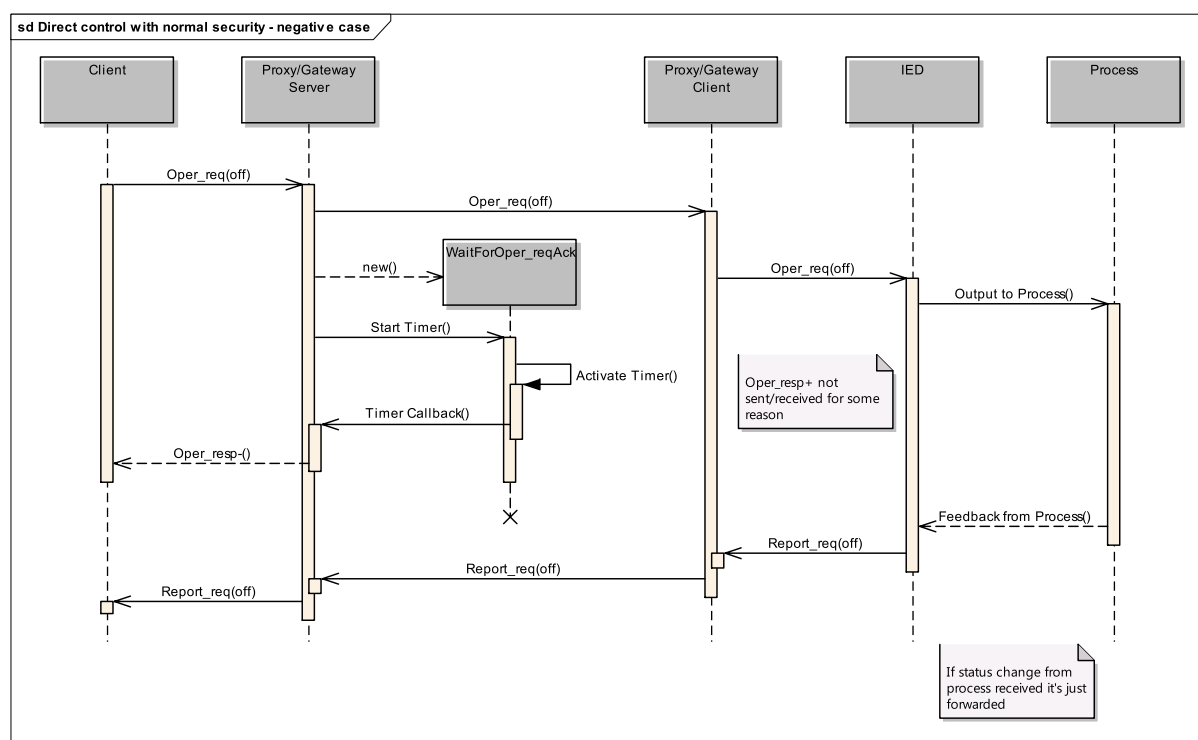 sd Direct control with normal security - negative case
Client
Proxy/Gateway
Server
Proxy/Gateway
Client
IED
Process
Oper_req(off)
Oper_req(off)
WaitForOper_reqAck
new()
Oper_req(off)
Output to Process()
Start Timer()
Activate Timer()
Oper_resp+ not
sent/received for some
reason
Timer Callback()
Oper_resp-()
Feedback from Process()
Report_req(off)
Report_req(off)
Report_req(off)
If status change from
process received it's just
forwarded